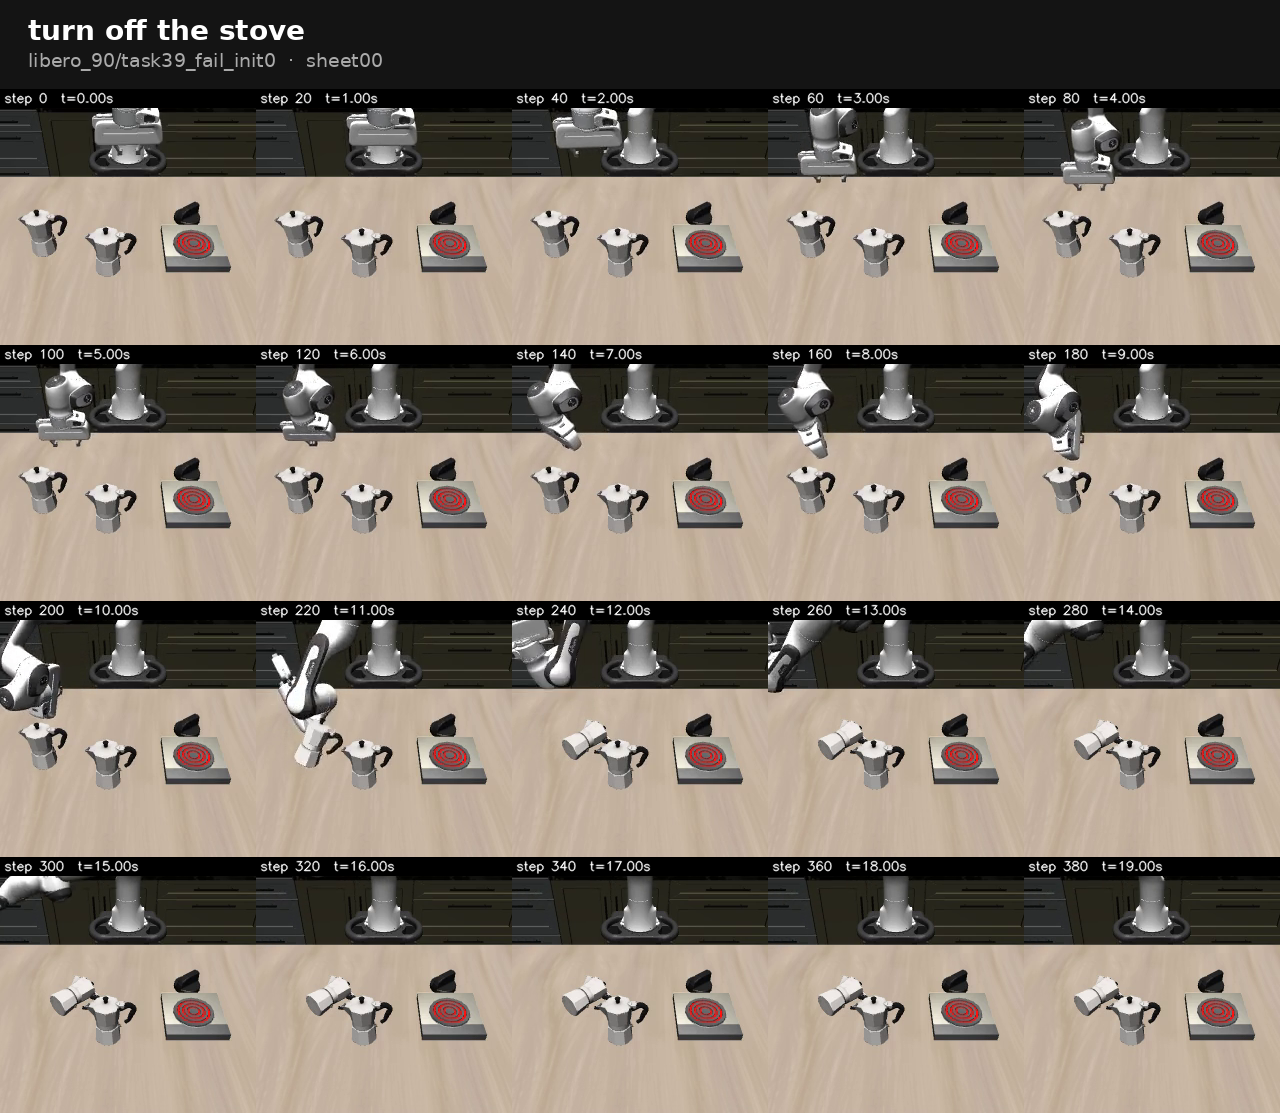 turn off the stove
libero_90/task39_fail_init0 · sheet00
step 0 t=0.00s
step 20 t=1.00s
step 40 t=2.00s
step 60 t=3.00s
step 80 t=4.00s
step 100 t=5.00s
step 120 t=6.00s
step 140 t=7.00s
step 160 t=8.00s
step 180 t=9.00s
step 200 t=10.00s
step 220 t=11.00s
step 240 t=12.00s
step 260 t=13.00s
step 280 t=14.00s
step 300 t=15.00s
step 320 t=16.00s
step 340 t=17.00s
step 360 t=18.00s
step 380 t=19.00s